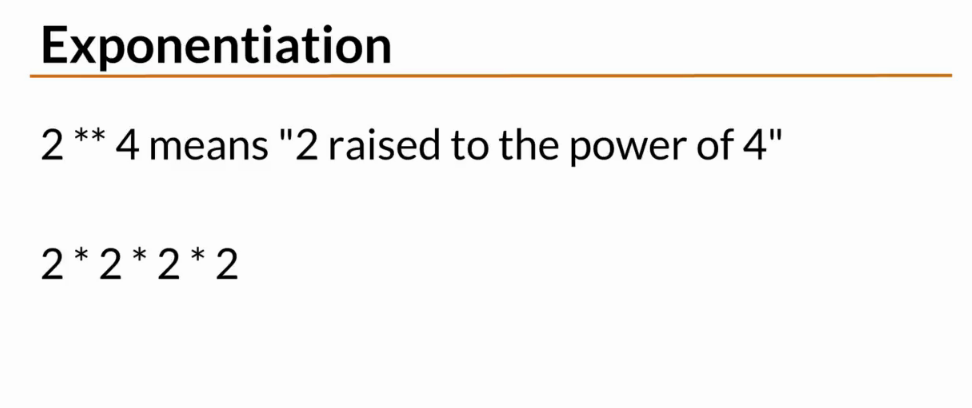 Exponentiation
2 ** 4 means "2 raised to the power of 4"
2 * 2 * 2 * 2